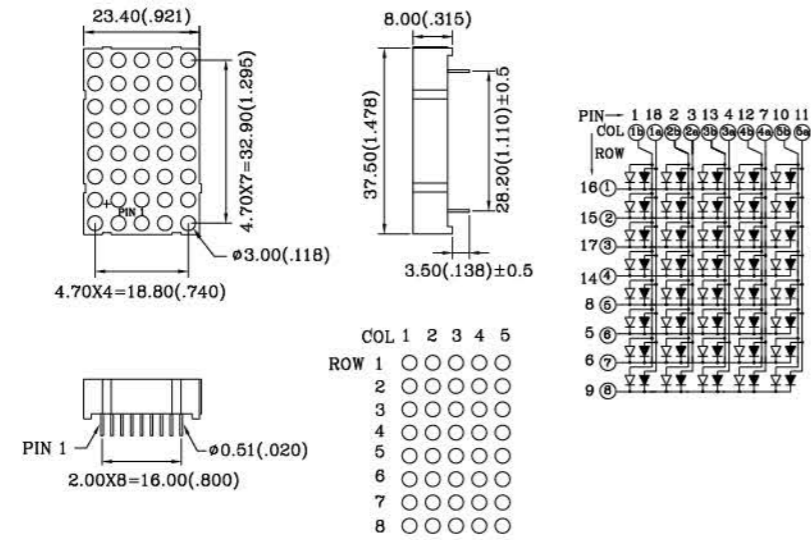 23.40(.921)
4.70X7=32.90(1.295)
PIN 1
ø3.00(.118)
4.70X4=18.80(.740)
8.00(.315)
37.50(1.478)
28.20(1.110)±0.5
3.50(.138)±0.5
PIN 1 18 2 3 13 4 12 7 10 11
COL 1b 1a 2b 2a 3b 3a 4b 4a 5b 5a
ROW
16 1
15 2
17 3
14 4
8 5
5 6
6 7
9 8
PIN 1
ø0.51(.020)
2.00X8=16.00(.800)
COL 1 2 3 4 5
ROW 1
2
3
4
5
6
7
8